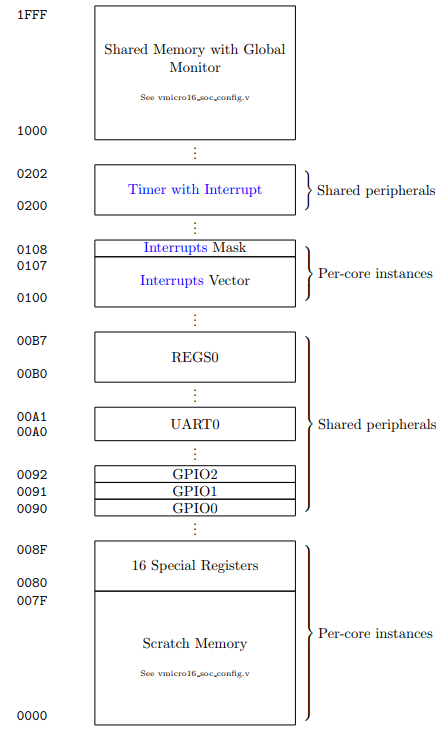 1FFF
Shared Memory with Global
Monitor
See vmicro16_soc_config.v
1000
⋮
0202
Timer with Interrupt
Shared peripherals
0200
⋮
0108
Interrupts Mask
0107
Per-core instances
Interrupts Vector
0100
⋮
00B7
REGS0
00B0
⋮
00A1
UART0
Shared peripherals
00A0
⋮
0092
GPIO2
0091
GPIO1
0090
GPIO0
⋮
008F
16 Special Registers
0080
007F
Per-core instances
Scratch Memory
See vmicro16_soc_config.v
0000